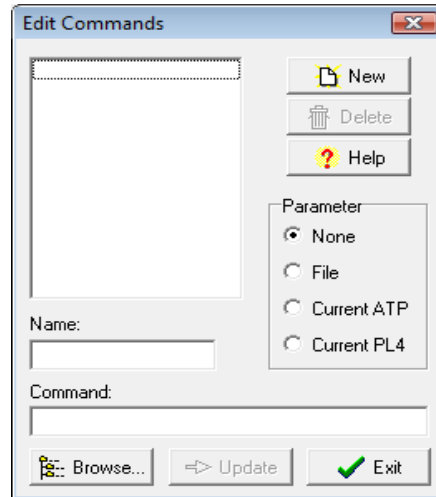 Edit Commands
New
Delete
Help
Parameter
None
File
Current ATP
Current PL4
Name:
Command:
Browse...
Update
Exit